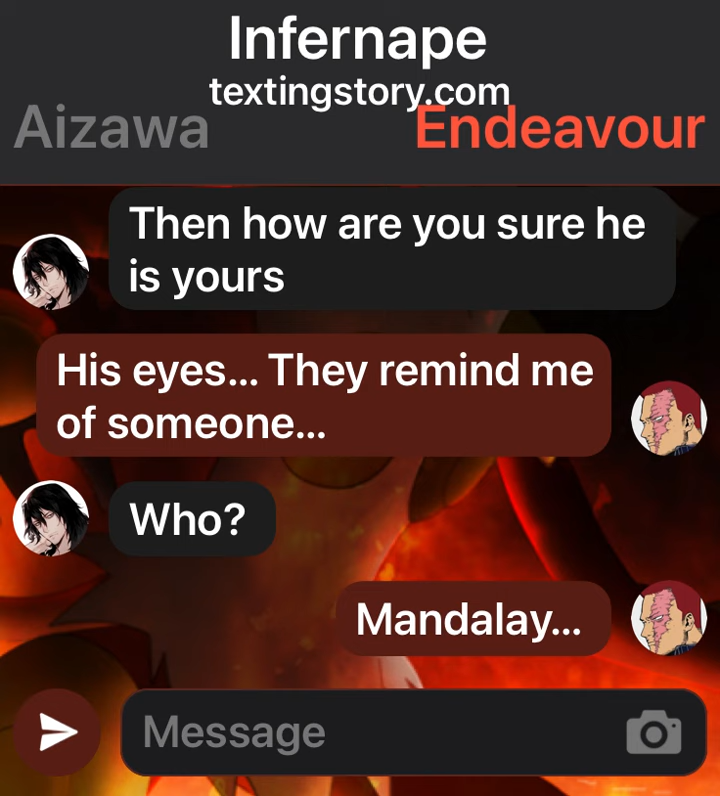 Infernape
textingstory.com
Aizawa
Endeavour
Then how are you sure he
is yours
His eyes... They remind me
of someone...
Who?
Mandalay...
Message